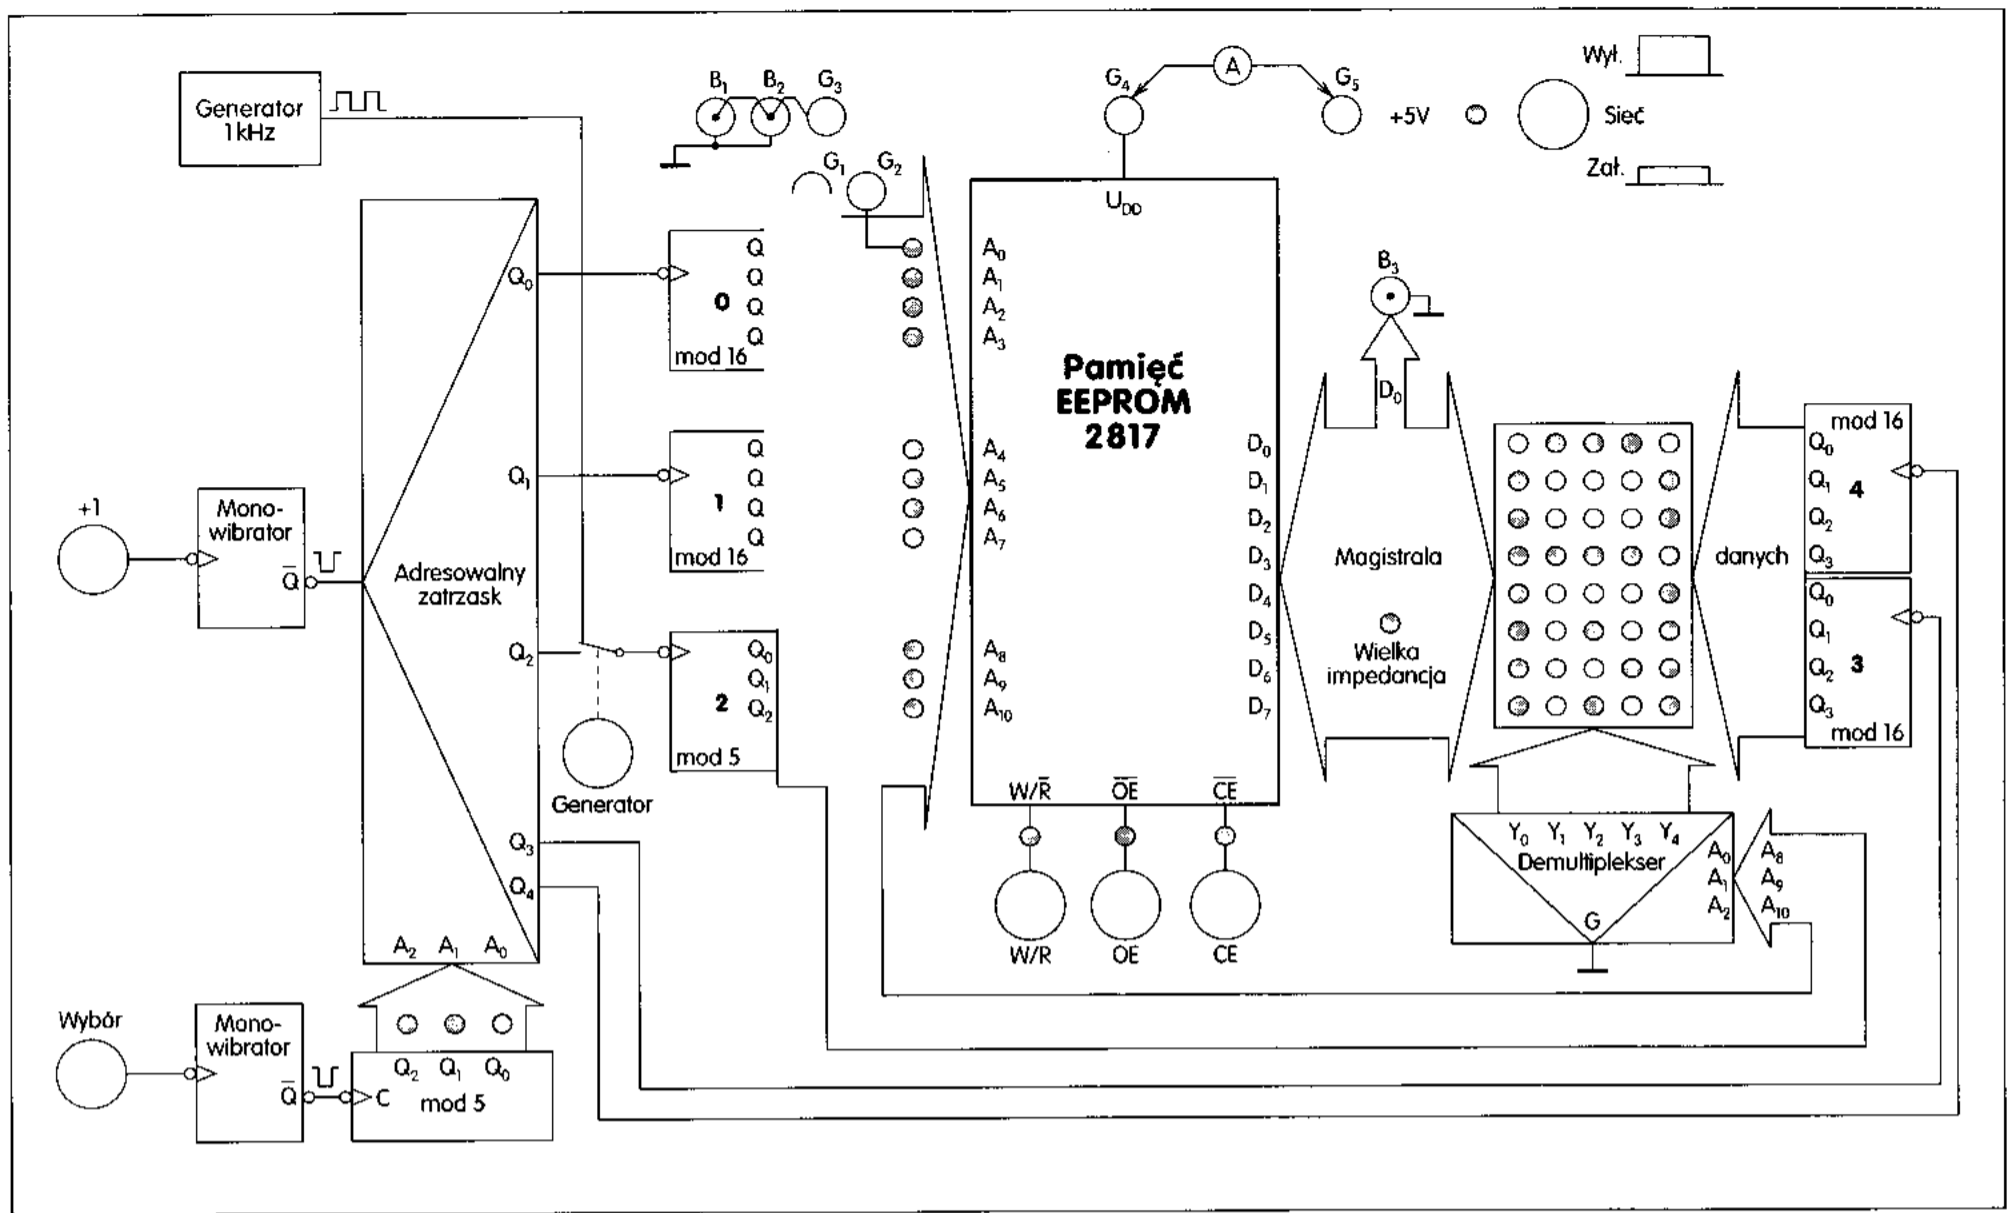 Generator
1kHz
B₁ B₂ G₃
G₁ G₂
G₄ A G₅
+5V
Wył.
Sieć
Zał.
U_DD
Q₀
Q
Q
0 Q
Q
mod 16
A₀
A₁
A₂
A₃
Pamięć
EEPROM
2817
B₃
D₀
Q₁
Q
Q
1 Q
Q
mod 16
A₄
A₅
A₆
A₇
+1
Mono-
wibrator
Q̅
Adresowalny
zatrzask
Q₂
Q₀
Q₁
2 Q₂
mod 5
A₈
A₉
A₁₀
Generator
D₀
D₁
D₂
D₃
D₄
D₅
D₆
D₇
Magistrala
Wielka
impedancja
danych
mod 16
Q₀
Q₁ 4
Q₂
Q₃
Q₀
Q₁
Q₂ 3
Q₃
mod 16
W/R̅ O̅E̅ C̅E̅
W/R OE CE
Y₀ Y₁ Y₂ Y₃ Y₄
Demultiplekser
A₀ A₈
A₁ A₉
A₂ A₁₀
G
Q₃
Q₄
A₂ A₁ A₀
Wybór
Mono-
wibrator
Q̅
Q₂ Q₁ Q₀
C mod 5